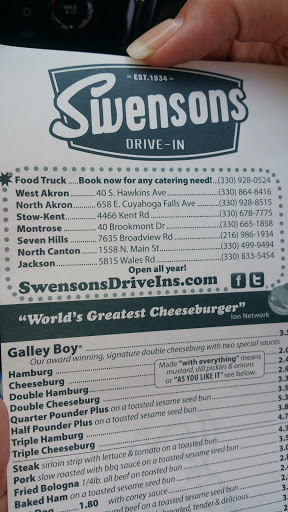 EST.1934
Swensons
DRIVE-IN
Food Truck ....Book now for any catering need!...(330) 928-0524
West Akron ............40 S. Hawkins Ave ...............(330) 864-8416
North Akron ..........658 E. Cuyahoga Falls Ave ...(330) 928-8515
Stow-Kent ..............4466 Kent Rd ......................(330) 678-7775
Montrose ..............40 Brookmont Dr ................(330) 665-1858
Seven Hills .............7635 Broadview Rd .............(216) 986-1934
North Canton ........1558 N. Main St...................(330) 499-9494
Jackson ..................5815 Wales Rd ...................(330) 833-5454
Open all year!
SwensonsDriveIns.com
"World's Greatest Cheeseburger"
Ion Network
Galley Boy®
Our award winning, signature double cheeseburger with two special sauces
Hamburg
Cheeseburg
Double Hamburg
Double Cheeseburg
Made "with everything" means
mustard, dill pickles & onions
or "AS YOU LIKE IT" see below
Quarter Pounder Plus on a toasted sesame seed bun
Half Pounder Plus on a toasted sesame seed bun
Triple Hamburg
Triple Cheeseburg
Steak sirloin strip with lettuce & tomato on a toasted bun
Pork slow roasted with bbq sauce on a toasted sesame bun
Fried Bologna 1/4lb. all beef on toasted bun
Baked Ham on a toasted sesame seed bun
1.80 with coney sauce
beef on a toasted sesame seed bun
breaded, tender & delicious